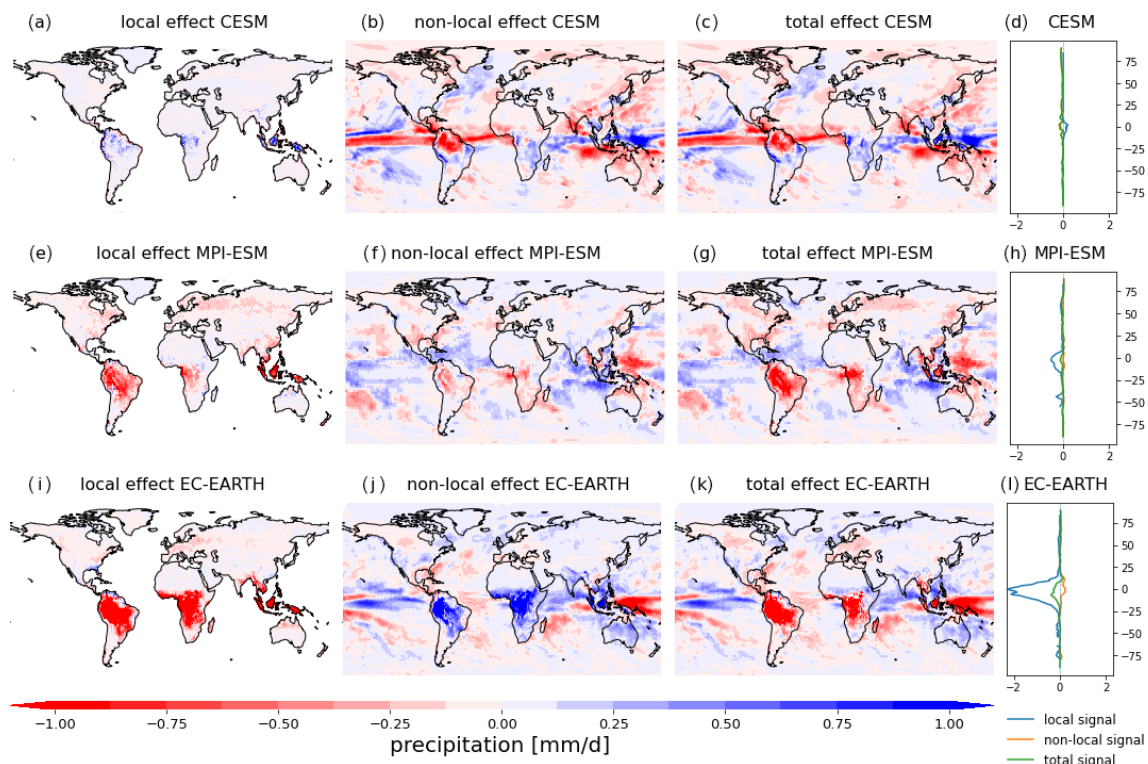 (a) local effect CESM
(b) non-local effect CESM
(c) total effect CESM
(d) CESM
75
50
25
0
−25
−50
−75
−2 0 2
(e) local effect MPI-ESM
(f) non-local effect MPI-ESM
(g) total effect MPI-ESM
(h) MPI-ESM
75
50
25
0
−25
−50
−75
−2 0 2
(i) local effect EC-EARTH
(j) non-local effect EC-EARTH
(k) total effect EC-EARTH
(l) EC-EARTH
75
50
25
0
−25
−50
−75
−2 0 2
−1.00 −0.75 −0.50 −0.25 0.00 0.25 0.50 0.75 1.00
precipitation [mm/d]
local signal
non-local signal
total signal